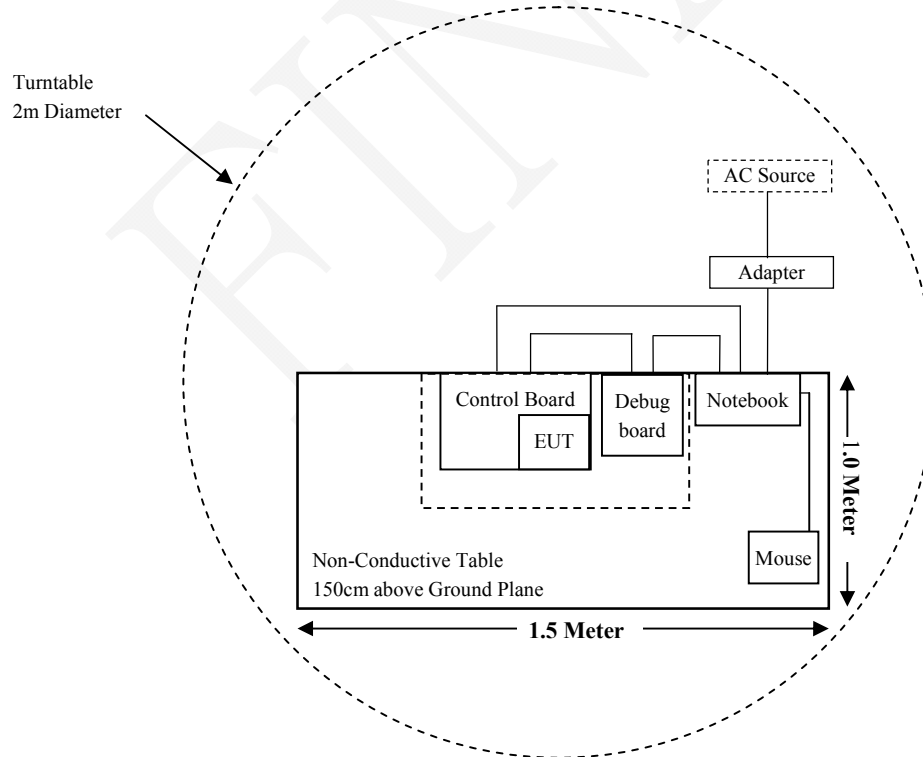 Turntable
2m Diameter
AC Source
Adapter
Control Board
EUT
Debug
board
Notebook
Mouse
1.0 Meter
Non-Conductive Table
150cm above Ground Plane
1.5 Meter